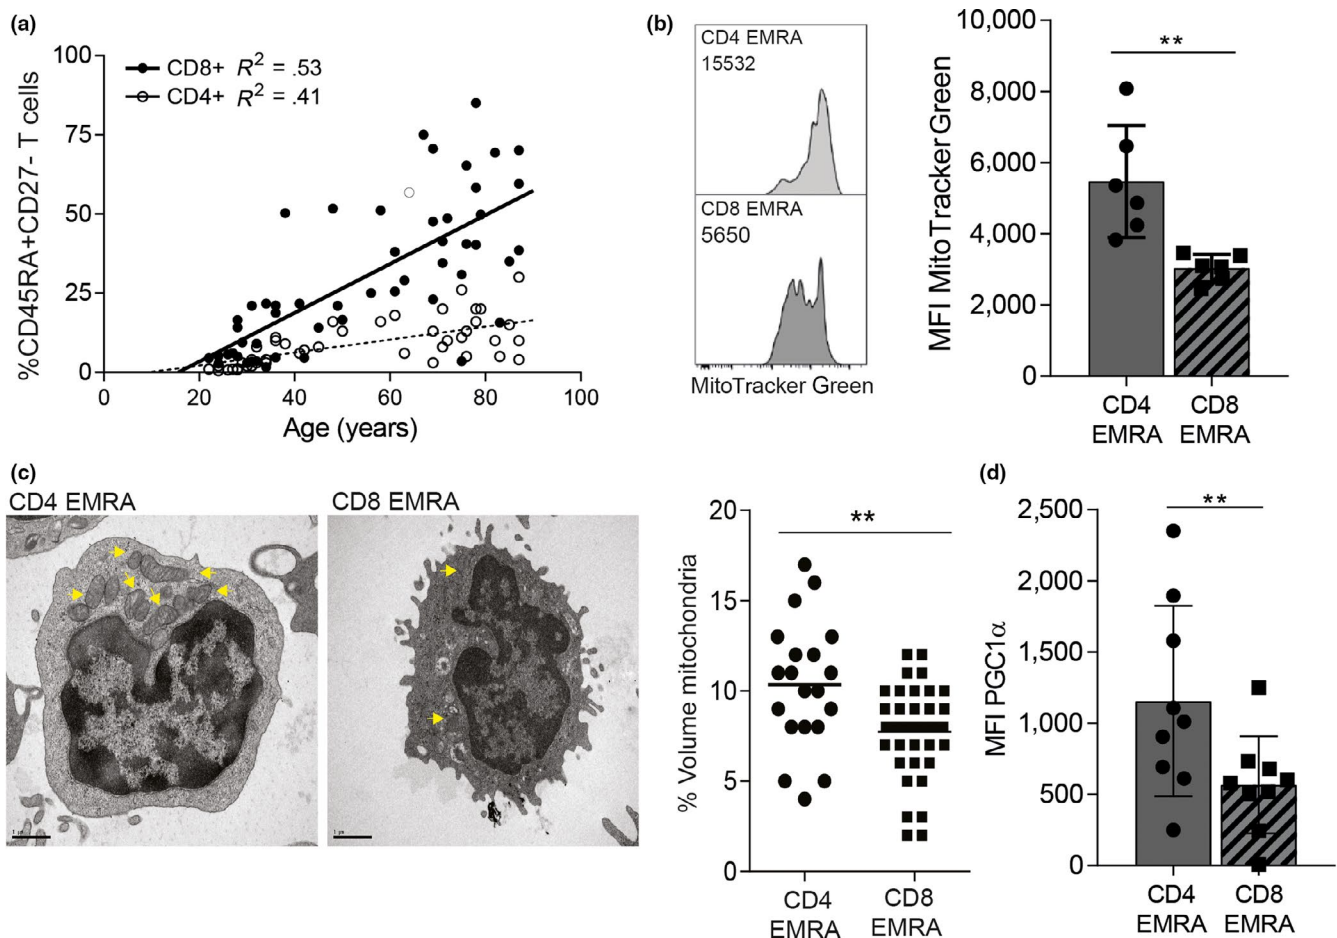 (a)
100
75
50
25
0
%CD45RA+CD27- T cells
CD8+ R² = .53
CD4+ R² = .41
0 20 40 60 80 100
Age (years)
(b)
CD4 EMRA
15532
CD8 EMRA
5650
MitoTracker Green
10,000
8,000
6,000
4,000
2,000
0
MFI MitoTracker Green
**
CD4
EMRA
CD8
EMRA
(c)
CD4 EMRA
1 µm
CD8 EMRA
1 µm
20
15
10
5
0
% Volume mitochondria
**
CD4
EMRA
CD8
EMRA
(d)
2,500
2,000
1,500
1,000
500
0
MFI PGC1α
**
CD4
EMRA
CD8
EMRA